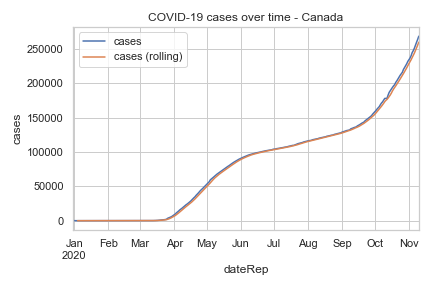 COVID-19 cases over time - Canada
cases
cases (rolling)
250000
200000
150000
100000
50000
0
cases
Jan Feb Mar Apr May Jun Jul Aug Sep Oct Nov
2020
dateRep